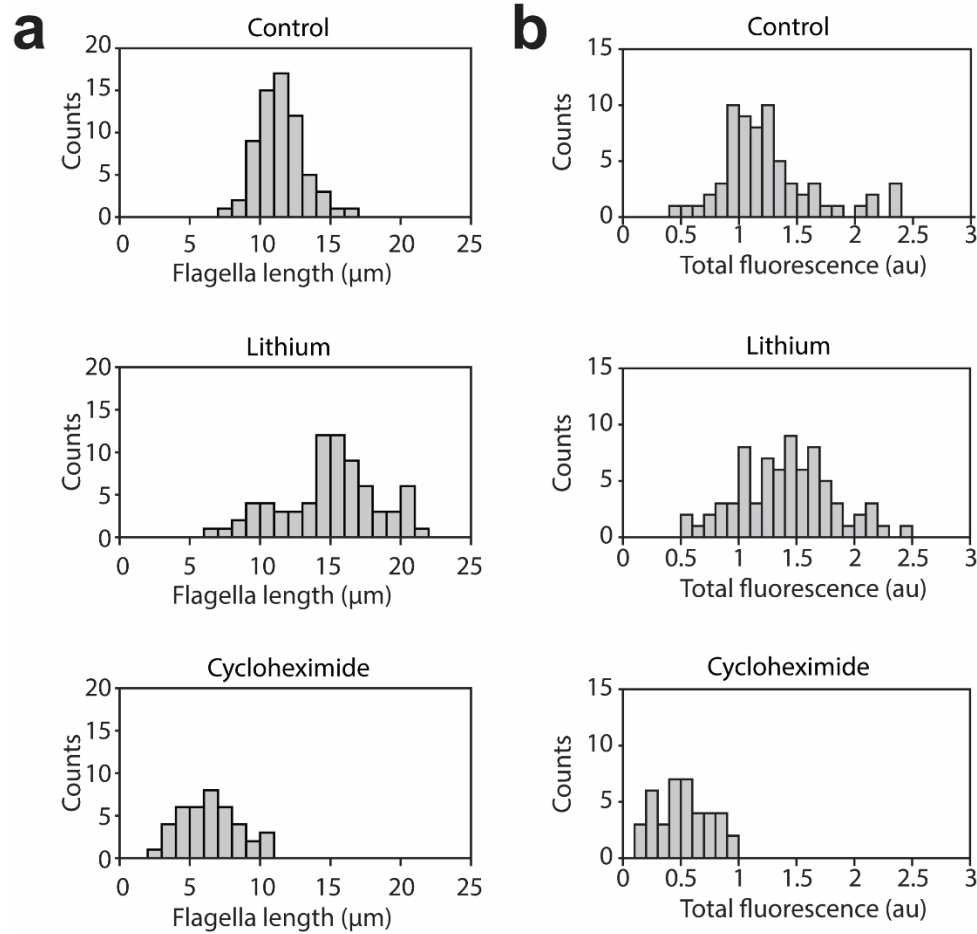 a
Control
20
15
10
5
0
Counts
0 5 10 15 20 25
Flagella length (μm)
Lithium
20
15
10
5
0
Counts
0 5 10 15 20 25
Flagella length (μm)
Cycloheximide
20
15
10
5
0
Counts
0 5 10 15 20 25
Flagella length (μm)
b
Control
15
10
5
0
Counts
0 0.5 1 1.5 2 2.5 3
Total fluorescence (au)
Lithium
15
10
5
0
Counts
0 0.5 1 1.5 2 2.5 3
Total fluorescence (au)
Cycloheximide
15
10
5
0
Counts
0 0.5 1 1.5 2 2.5 3
Total fluorescence (au)